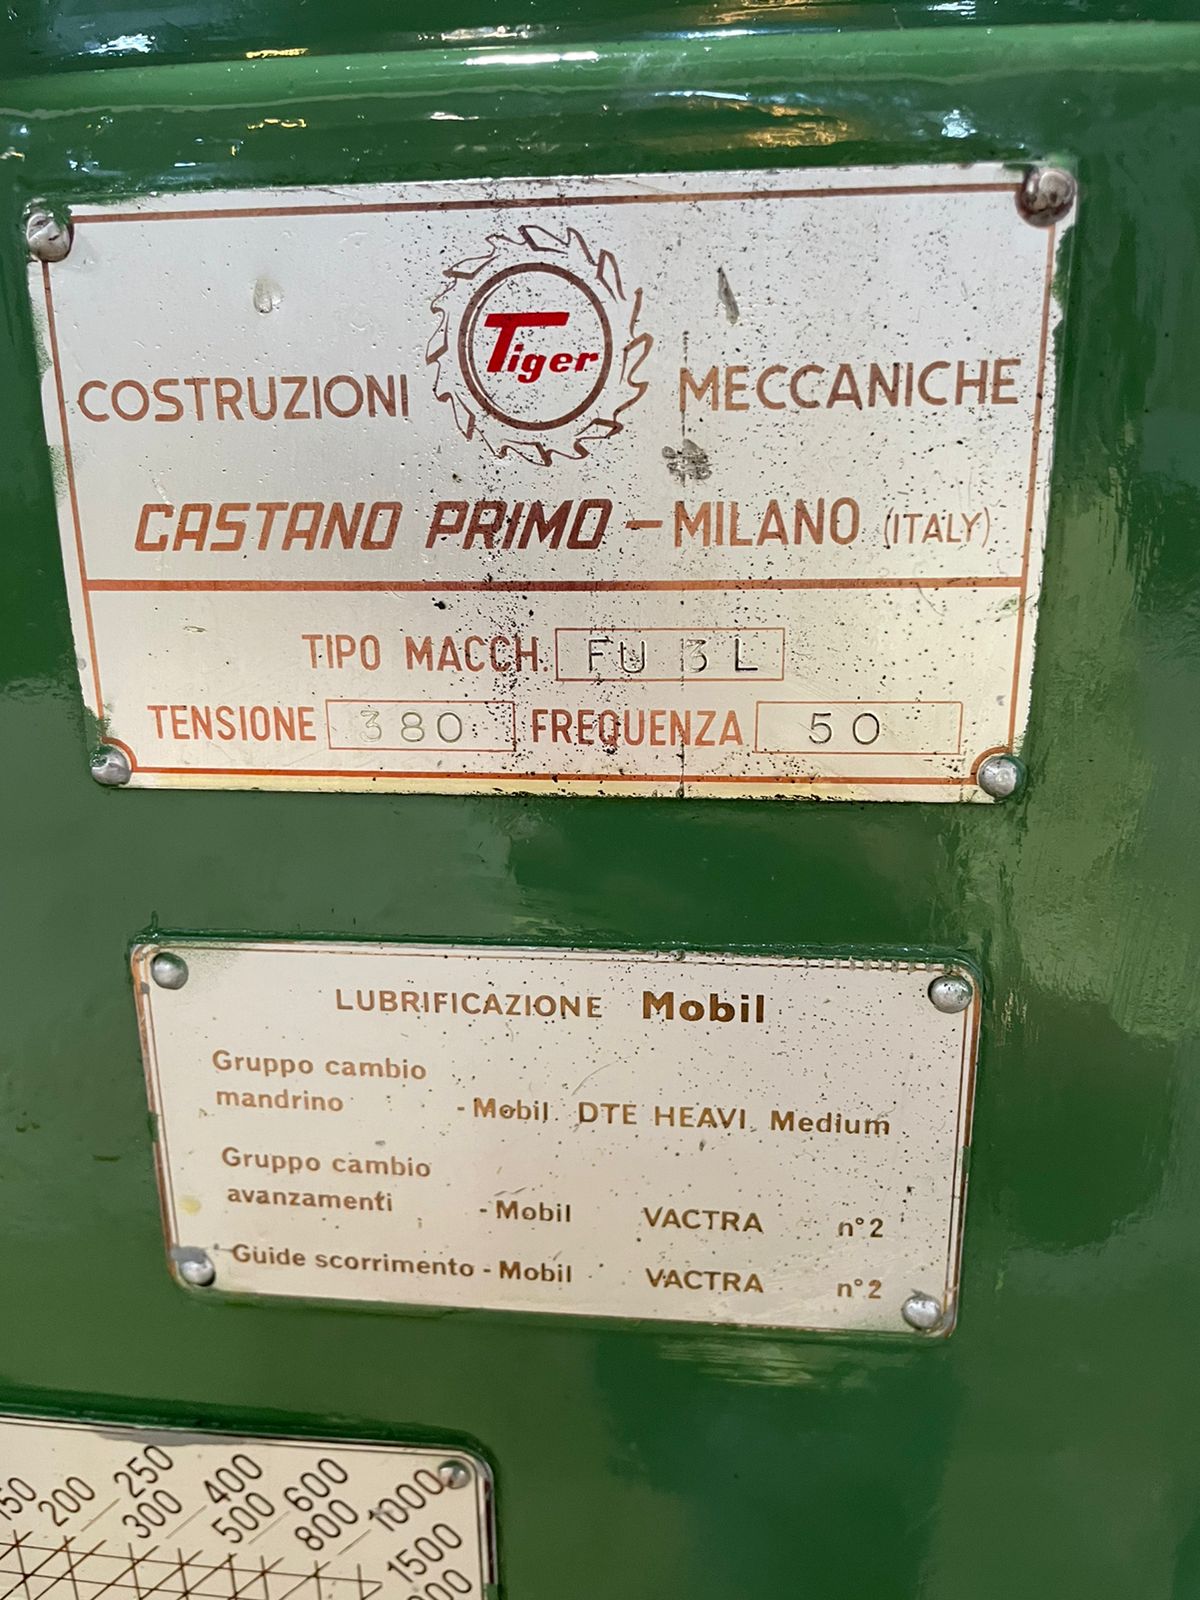 Tiger
COSTRUZIONI MECCANICHE
CASTANO PRIMO - MILANO (ITALY)
TIPO MACCH. FU 3 L
TENSIONE 380 FREQUENZA 50
LUBRIFICAZIONE Mobil
Gruppo cambio
mandrino - Mobil DTE HEAVI Medium
Gruppo cambio
avanzamenti - Mobil VACTRA n°2
Guide scorrimento - Mobil VACTRA n°2
200 250 400 600 1000
300 500 800 1500